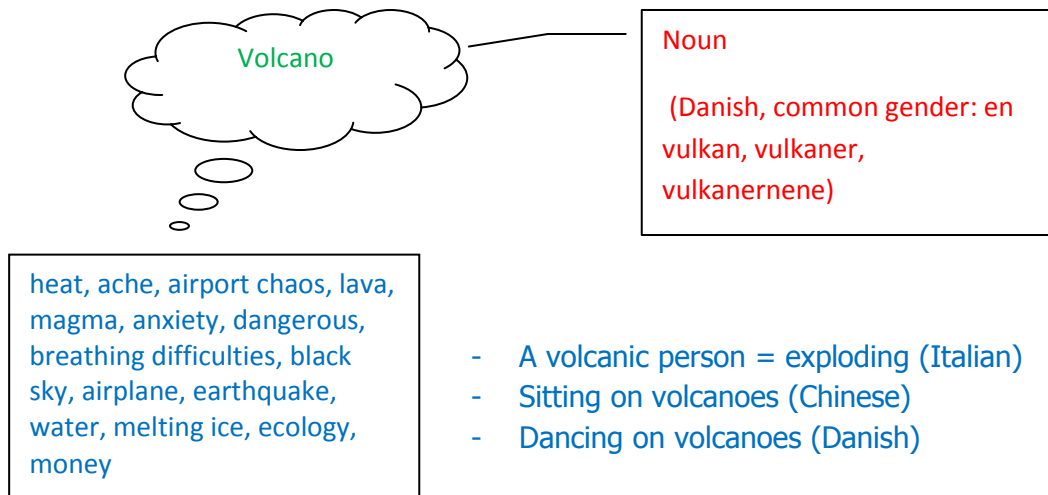 Volcano
Noun
(Danish, common gender: en
vulkan, vulkaner,
vulkanernene)
heat, ache, airport chaos, lava,
magma, anxiety, dangerous,
breathing difficulties, black
sky, airplane, earthquake,
water, melting ice, ecology,
money
- A volcanic person = exploding (Italian)
- Sitting on volcanoes (Chinese)
- Dancing on volcanoes (Danish)